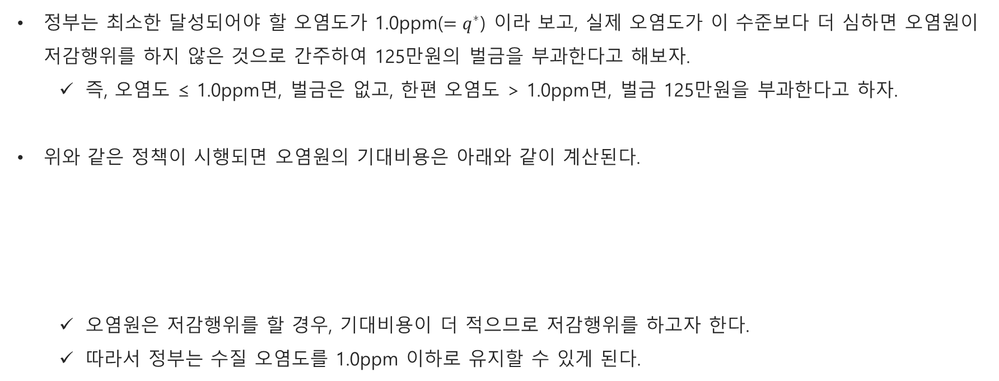 • 정부는 최소한 달성되어야 할 오염도가 1.0ppm(= q*) 이라 보고, 실제 오염도가 이 수준보다 더 심하면 오염원이
저감행위를 하지 않은 것으로 간주하여 125만원의 벌금을 부과한다고 해보자.
✓ 즉, 오염도 ≤ 1.0ppm면, 벌금은 없고, 한편 오염도 > 1.0ppm면, 벌금 125만원을 부과한다고 하자.
• 위와 같은 정책이 시행되면 오염원의 기대비용은 아래와 같이 계산된다.
✓ 오염원은 저감행위를 할 경우, 기대비용이 더 적으므로 저감행위를 하고자 한다.
✓ 따라서 정부는 수질 오염도를 1.0ppm 이하로 유지할 수 있게 된다.